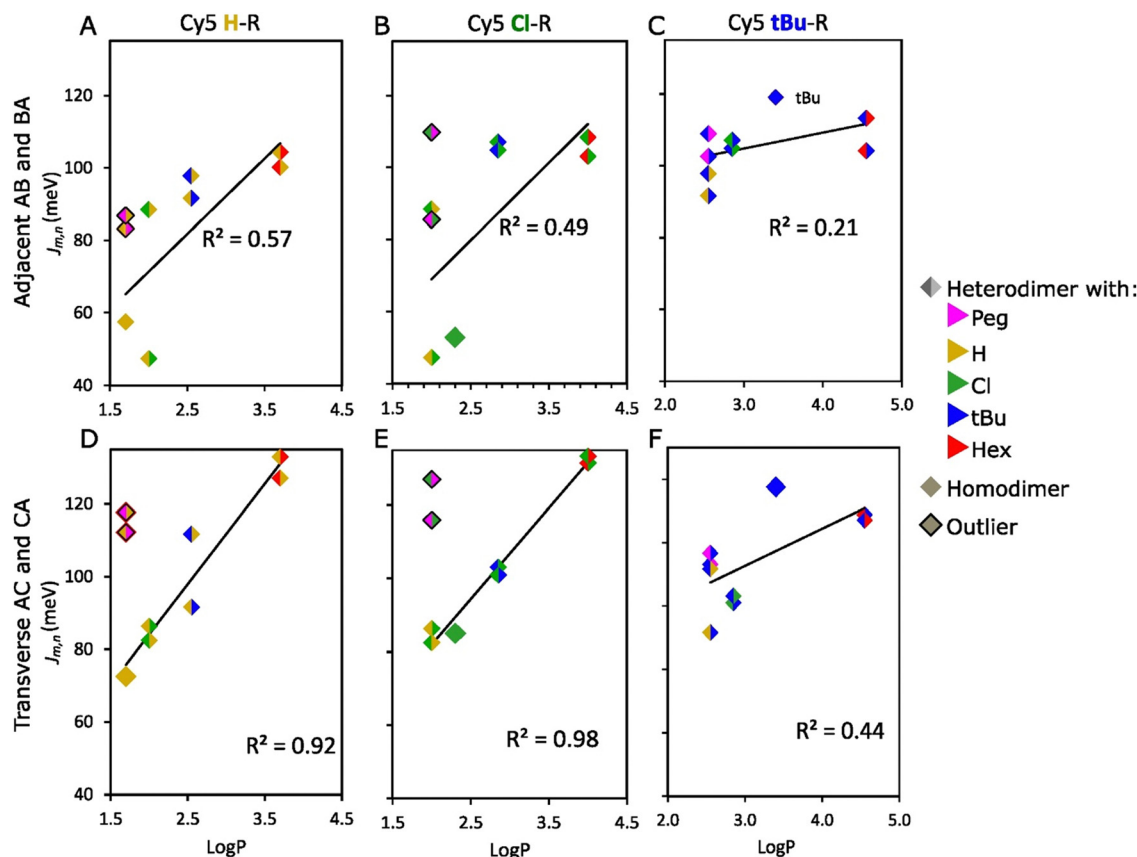 A Cy5 H-R
B Cy5 Cl-R
C Cy5 tBu-R
Adjacent AB and BA
Jm,n (meV)
120
100
80
60
40
R² = 0.57
1.5 2.5 3.5 4.5
R² = 0.49
1.5 2.5 3.5 4.5
tBu
R² = 0.21
2.0 3.0 4.0 5.0
Heterodimer with:
Peg
H
Cl
tBu
Hex
Homodimer
Outlier
D
E
F
Transverse AC and CA
Jm,n (meV)
120
100
80
60
40
R² = 0.92
1.5 2.5 3.5 4.5
LogP
R² = 0.98
1.5 2.5 3.5 4.5
LogP
R² = 0.44
2.0 3.0 4.0 5.0
LogP